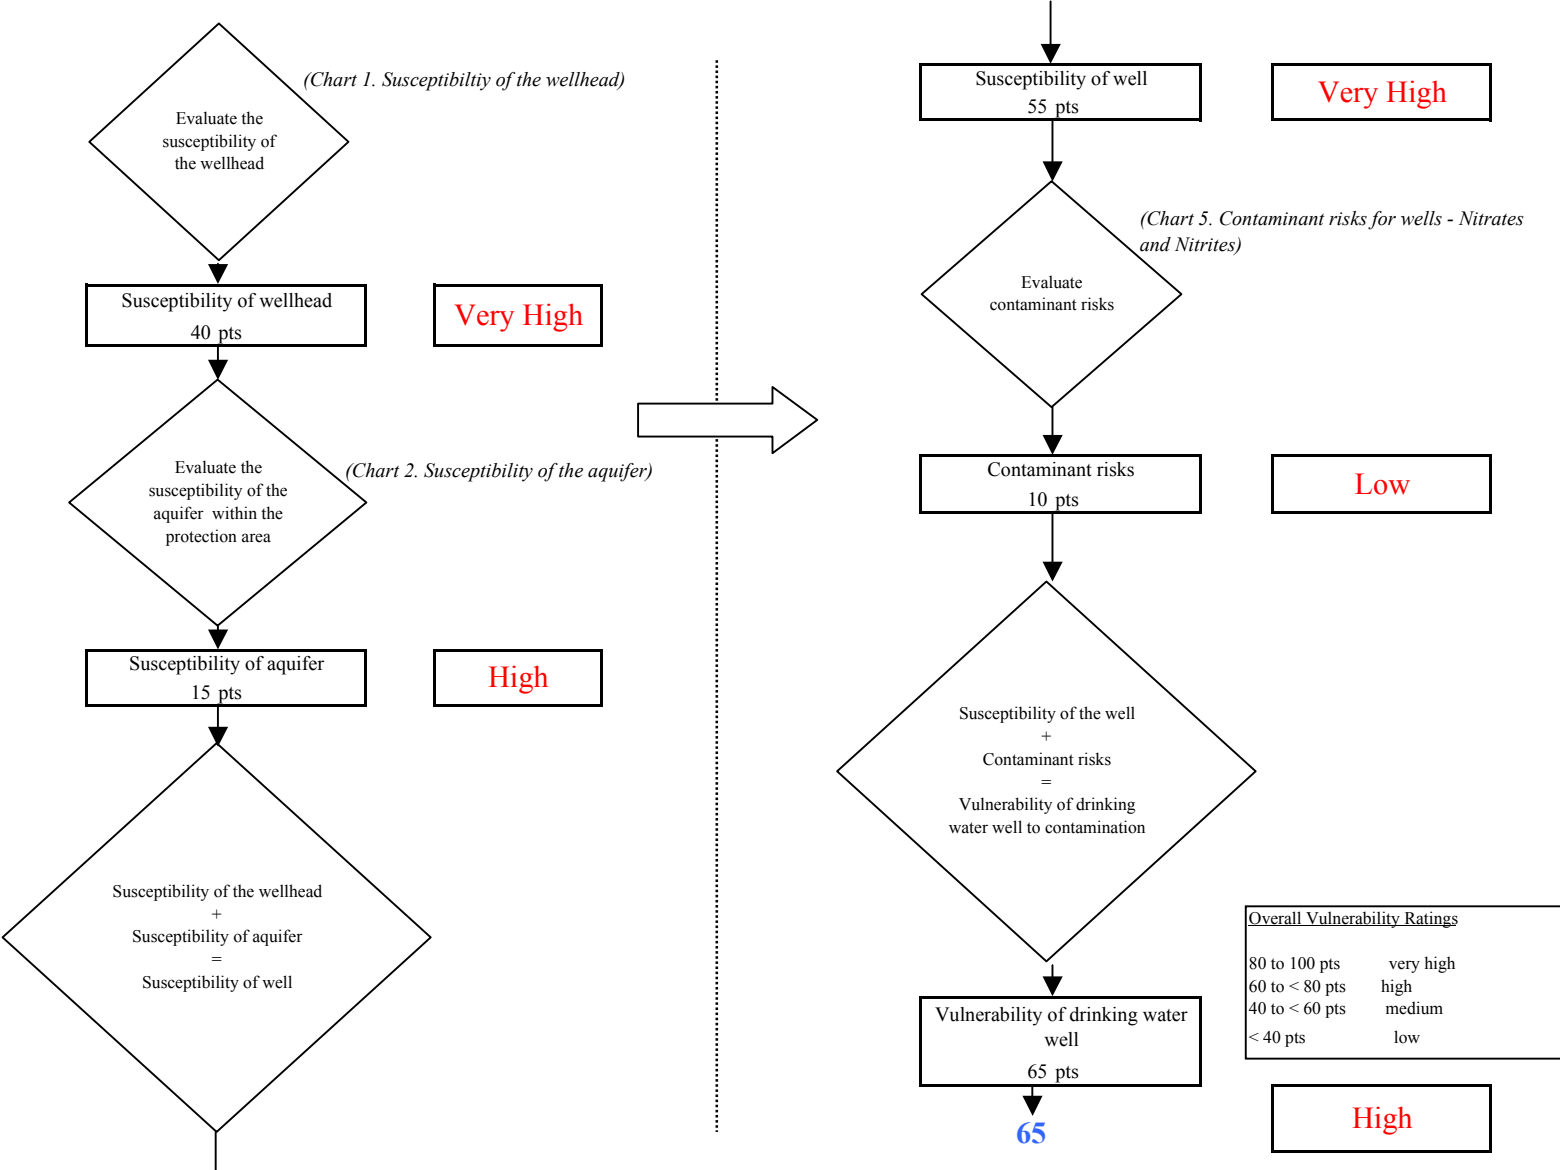 (Chart 1. Susceptibiltiy of the wellhead)
Evaluate the
susceptibility of
the wellhead
Susceptibility of wellhead
40 pts
Very High
(Chart 2. Susceptibility of the aquifer)
Evaluate the
susceptibility of the
aquifer within the
protection area
Susceptibility of aquifer
15 pts
High
Susceptibility of the wellhead
+
Susceptibility of aquifer
=
Susceptibility of well
Susceptibility of well
55 pts
Very High
(Chart 5. Contaminant risks for wells - Nitrates
and Nitrites)
Evaluate
contaminant risks
Contaminant risks
10 pts
Low
Susceptibility of the well
+
Contaminant risks
=
Vulnerability of drinking
water well to contamination
Overall Vulnerability Ratings
80 to 100 pts very high
60 to < 80 pts high
40 to < 60 pts medium
< 40 pts low
Vulnerability of drinking water
well
65 pts
High
65